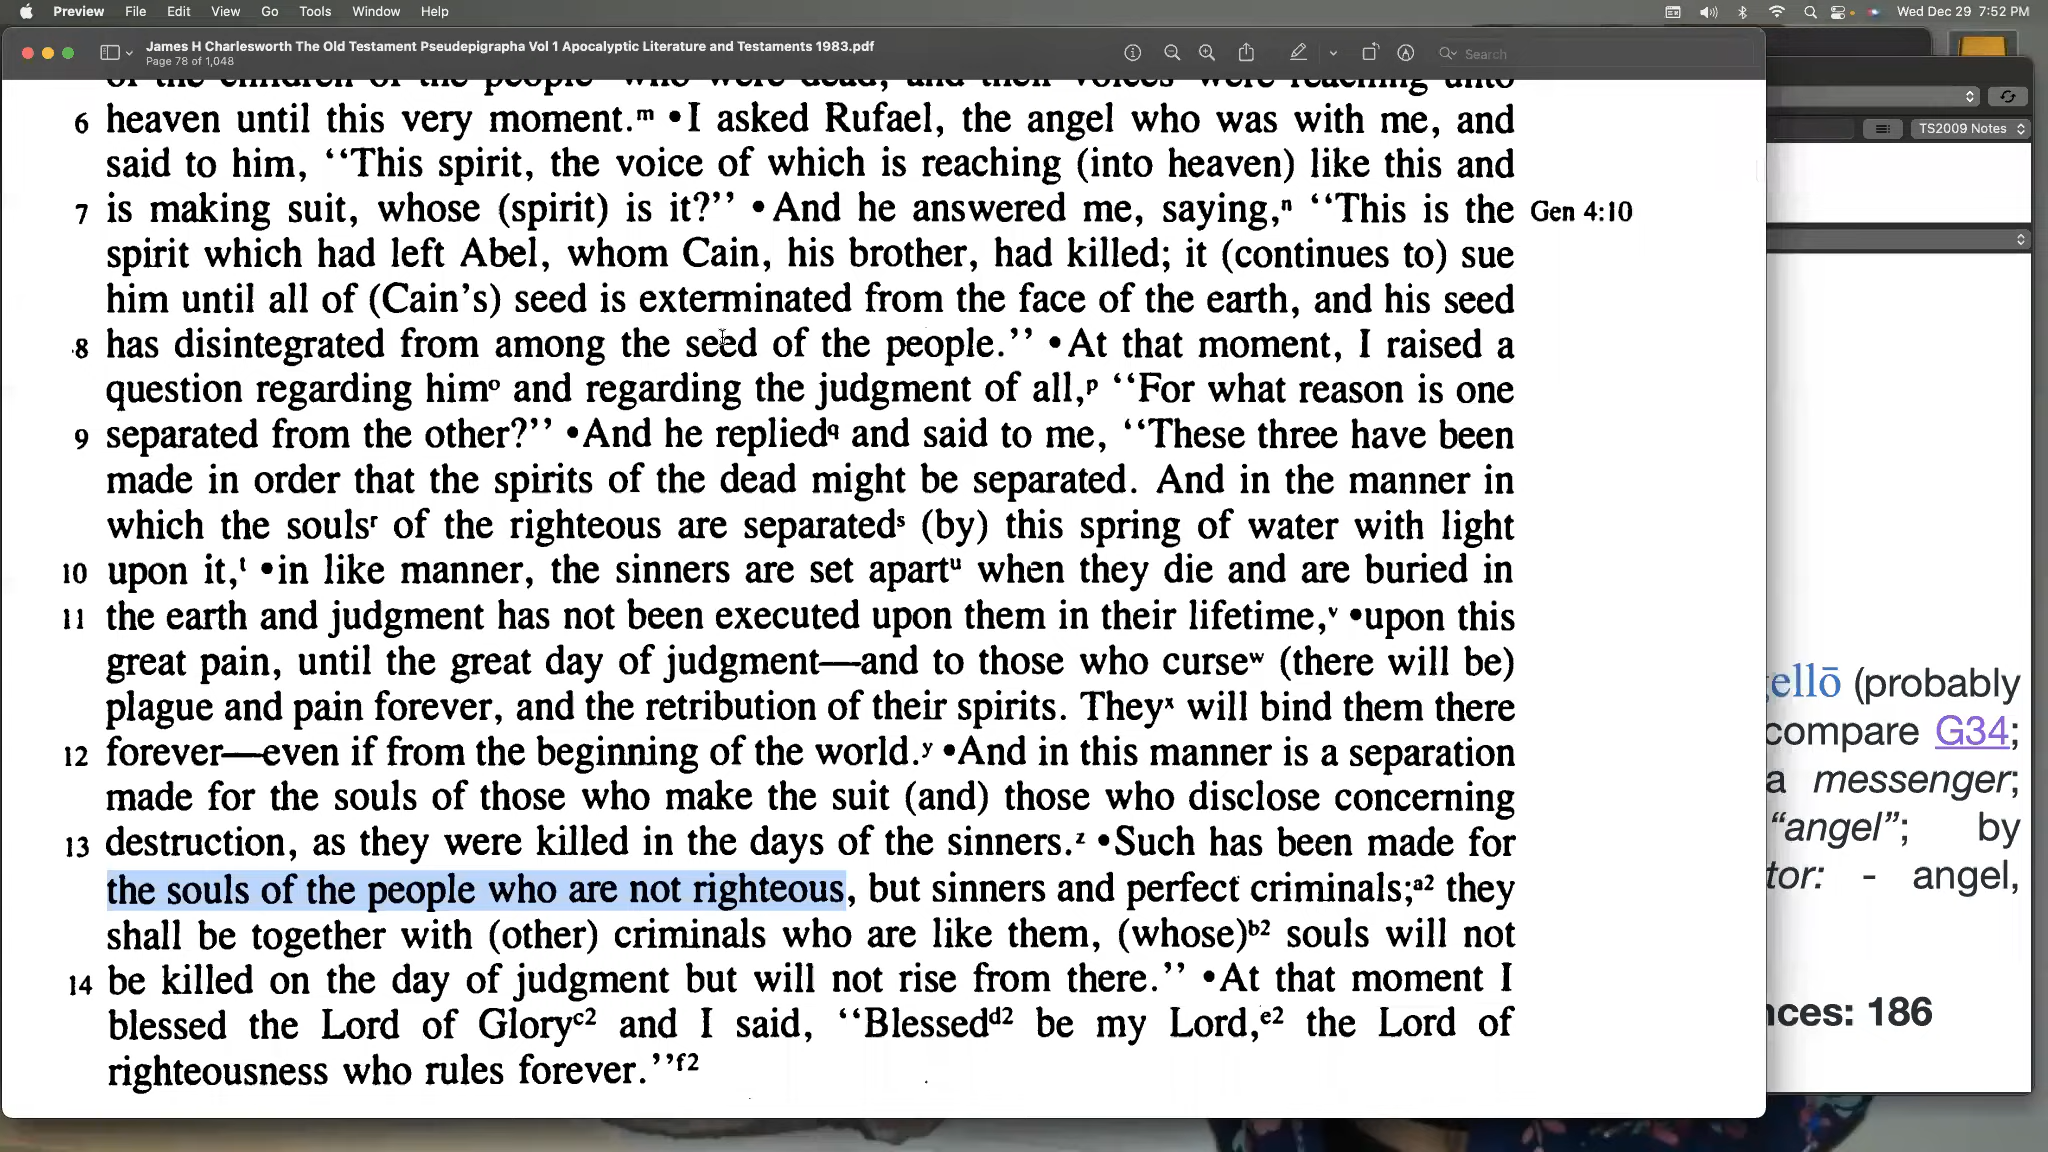 Preview File Edit View Go Tools Window Help Wed Dec 29 7:52 PM
James H Charlesworth The Old Testament Pseudepigrapha Vol 1 Apocalyptic Literature and Testaments 1983.pdf
Page 78 of 1,048
Search
of the children of the people who were dead, and their voices were reaching unto
6 heaven until this very moment.ᵐ •I asked Rufael, the angel who was with me, and
said to him, ‘‘This spirit, the voice of which is reaching (into heaven) like this and
7 is making suit, whose (spirit) is it?’’ •And he answered me, saying,ⁿ ‘‘This is the Gen 4:10
spirit which had left Abel, whom Cain, his brother, had killed; it (continues to) sue
him until all of (Cain’s) seed is exterminated from the face of the earth, and his seed
8 has disintegrated from among the seed of the people.’’ •At that moment, I raised a
question regarding himᵒ and regarding the judgment of all,ᵖ ‘‘For what reason is one
9 separated from the other?’’ •And he repliedq and said to me, ‘‘These three have been
made in order that the spirits of the dead might be separated. And in the manner in
which the soulsʳ of the righteous are separatedˢ (by) this spring of water with light
10 upon it,ᵗ •in like manner, the sinners are set apartᵘ when they die and are buried in
11 the earth and judgment has not been executed upon them in their lifetime,ᵛ •upon this
great pain, until the great day of judgment—and to those who curseʷ (there will be)
plague and pain forever, and the retribution of their spirits. Theyˣ will bind them there
12 forever—even if from the beginning of the world.ʸ •And in this manner is a separation
made for the souls of those who make the suit (and) those who disclose concerning
13 destruction, as they were killed in the days of the sinners.ᶻ •Such has been made for
the souls of the people who are not righteous, but sinners and perfect criminals;ᵃ² they
shall be together with (other) criminals who are like them, (whose)ᵇ² souls will not
14 be killed on the day of judgment but will not rise from there.’’ •At that moment I
blessed the Lord of Gloryᶜ² and I said, ‘‘Blessedᵈ² be my Lord,ᵉ² the Lord of
righteousness who rules forever.’’ᶠ²
TS2009 Notes
ellō (probably
compare G34;
a messenger;
“angel”; by
tor: - angel,
nces: 186